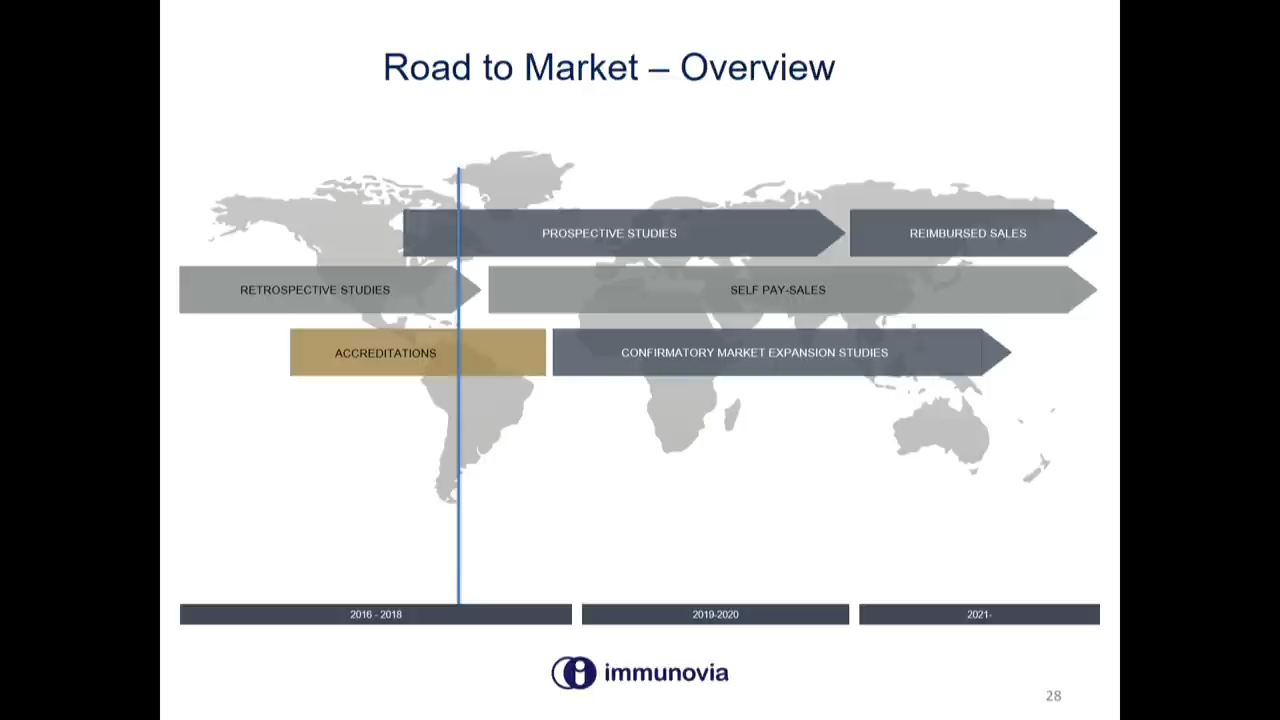 Road to Market – Overview
PROSPECTIVE STUDIES
REIMBURSED SALES
RETROSPECTIVE STUDIES
SELF PAY-SALES
ACCREDITATIONS
CONFIRMATORY MARKET EXPANSION STUDIES
2016 - 2018
2019-2020
2021-
immunovia
28